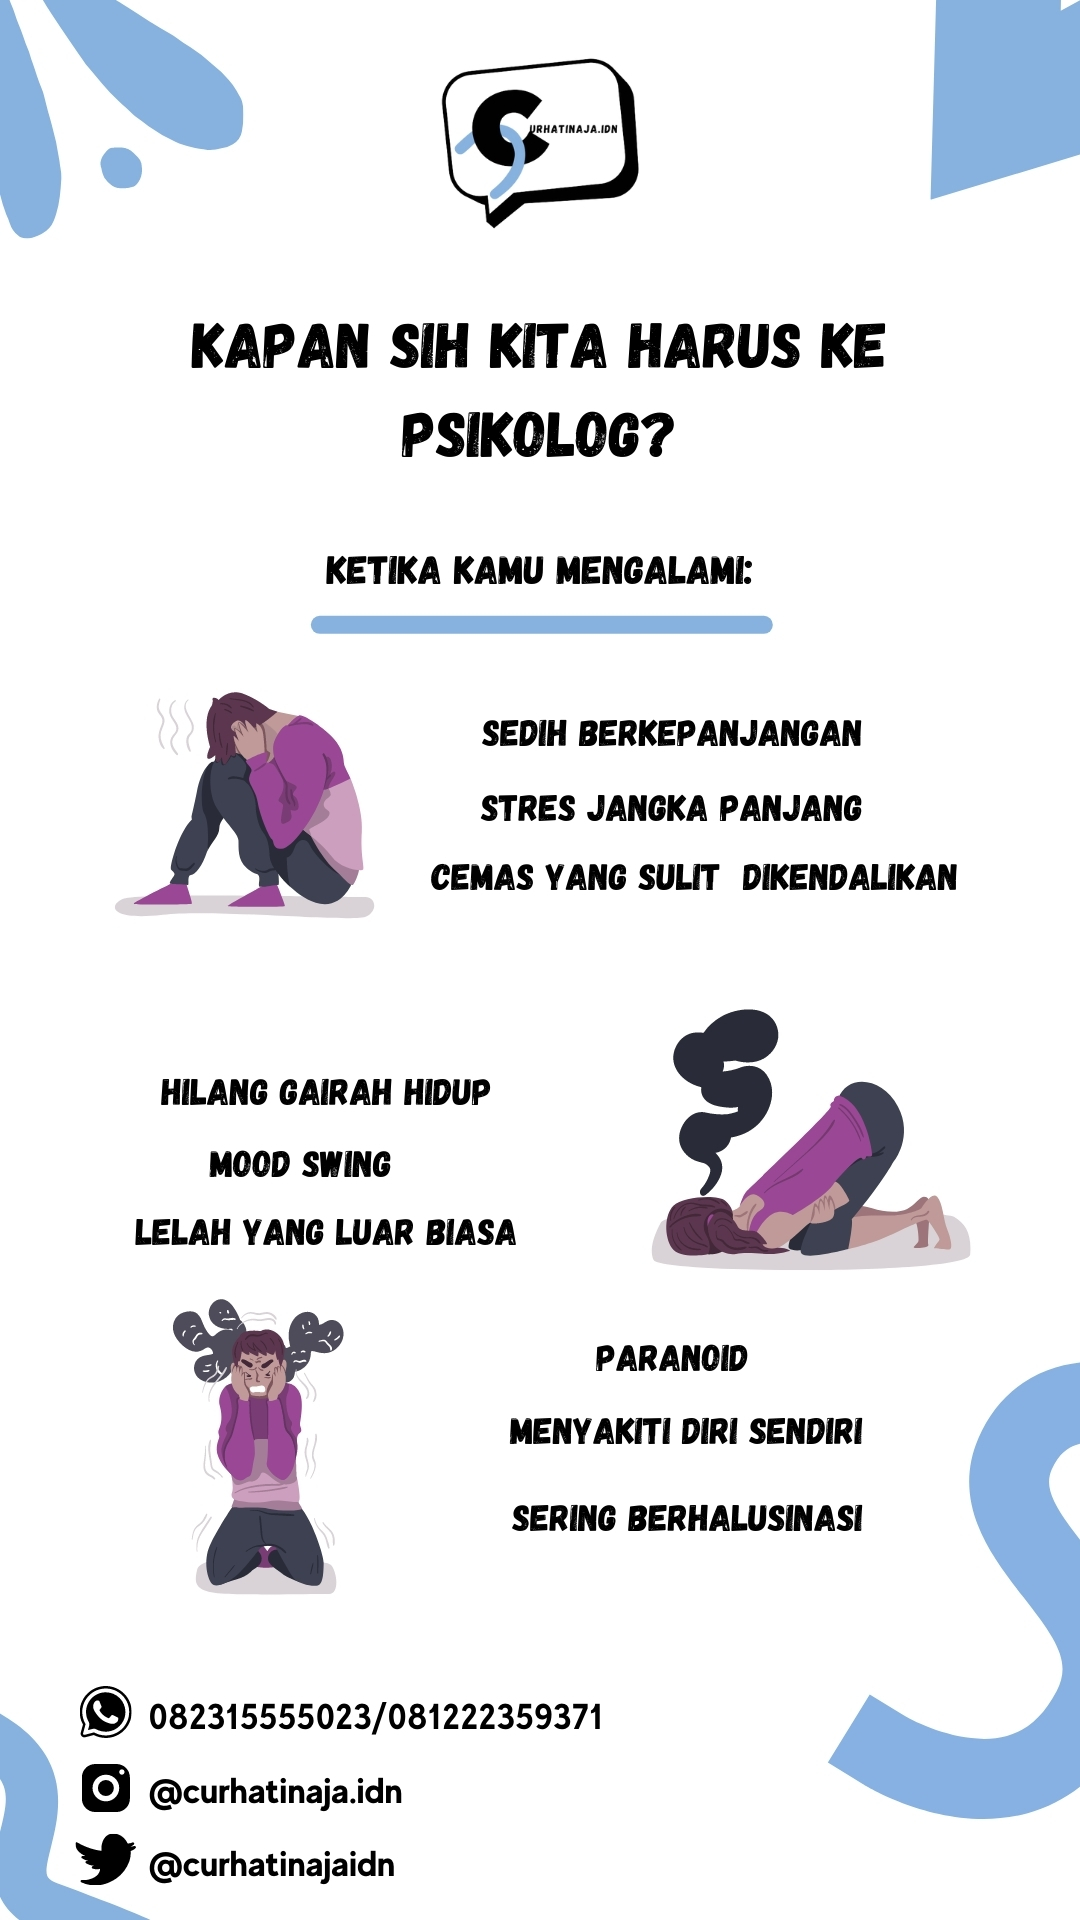 CURHATINAJA.IDN
KAPAN SIH KITA HARUS KE
PSIKOLOG?
KETIKA KAMU MENGALAMI:
SEDIH BERKEPANJANGAN
STRES JANGKA PANJANG
CEMAS YANG SULIT DIKENDALIKAN
HILANG GAIRAH HIDUP
MOOD SWING
LELAH YANG LUAR BIASA
PARANOID
MENYAKITI DIRI SENDIRI
SERING BERHALUSINASI
082315555023/081222359371
@curhatinaja.idn
@curhatinajaidn